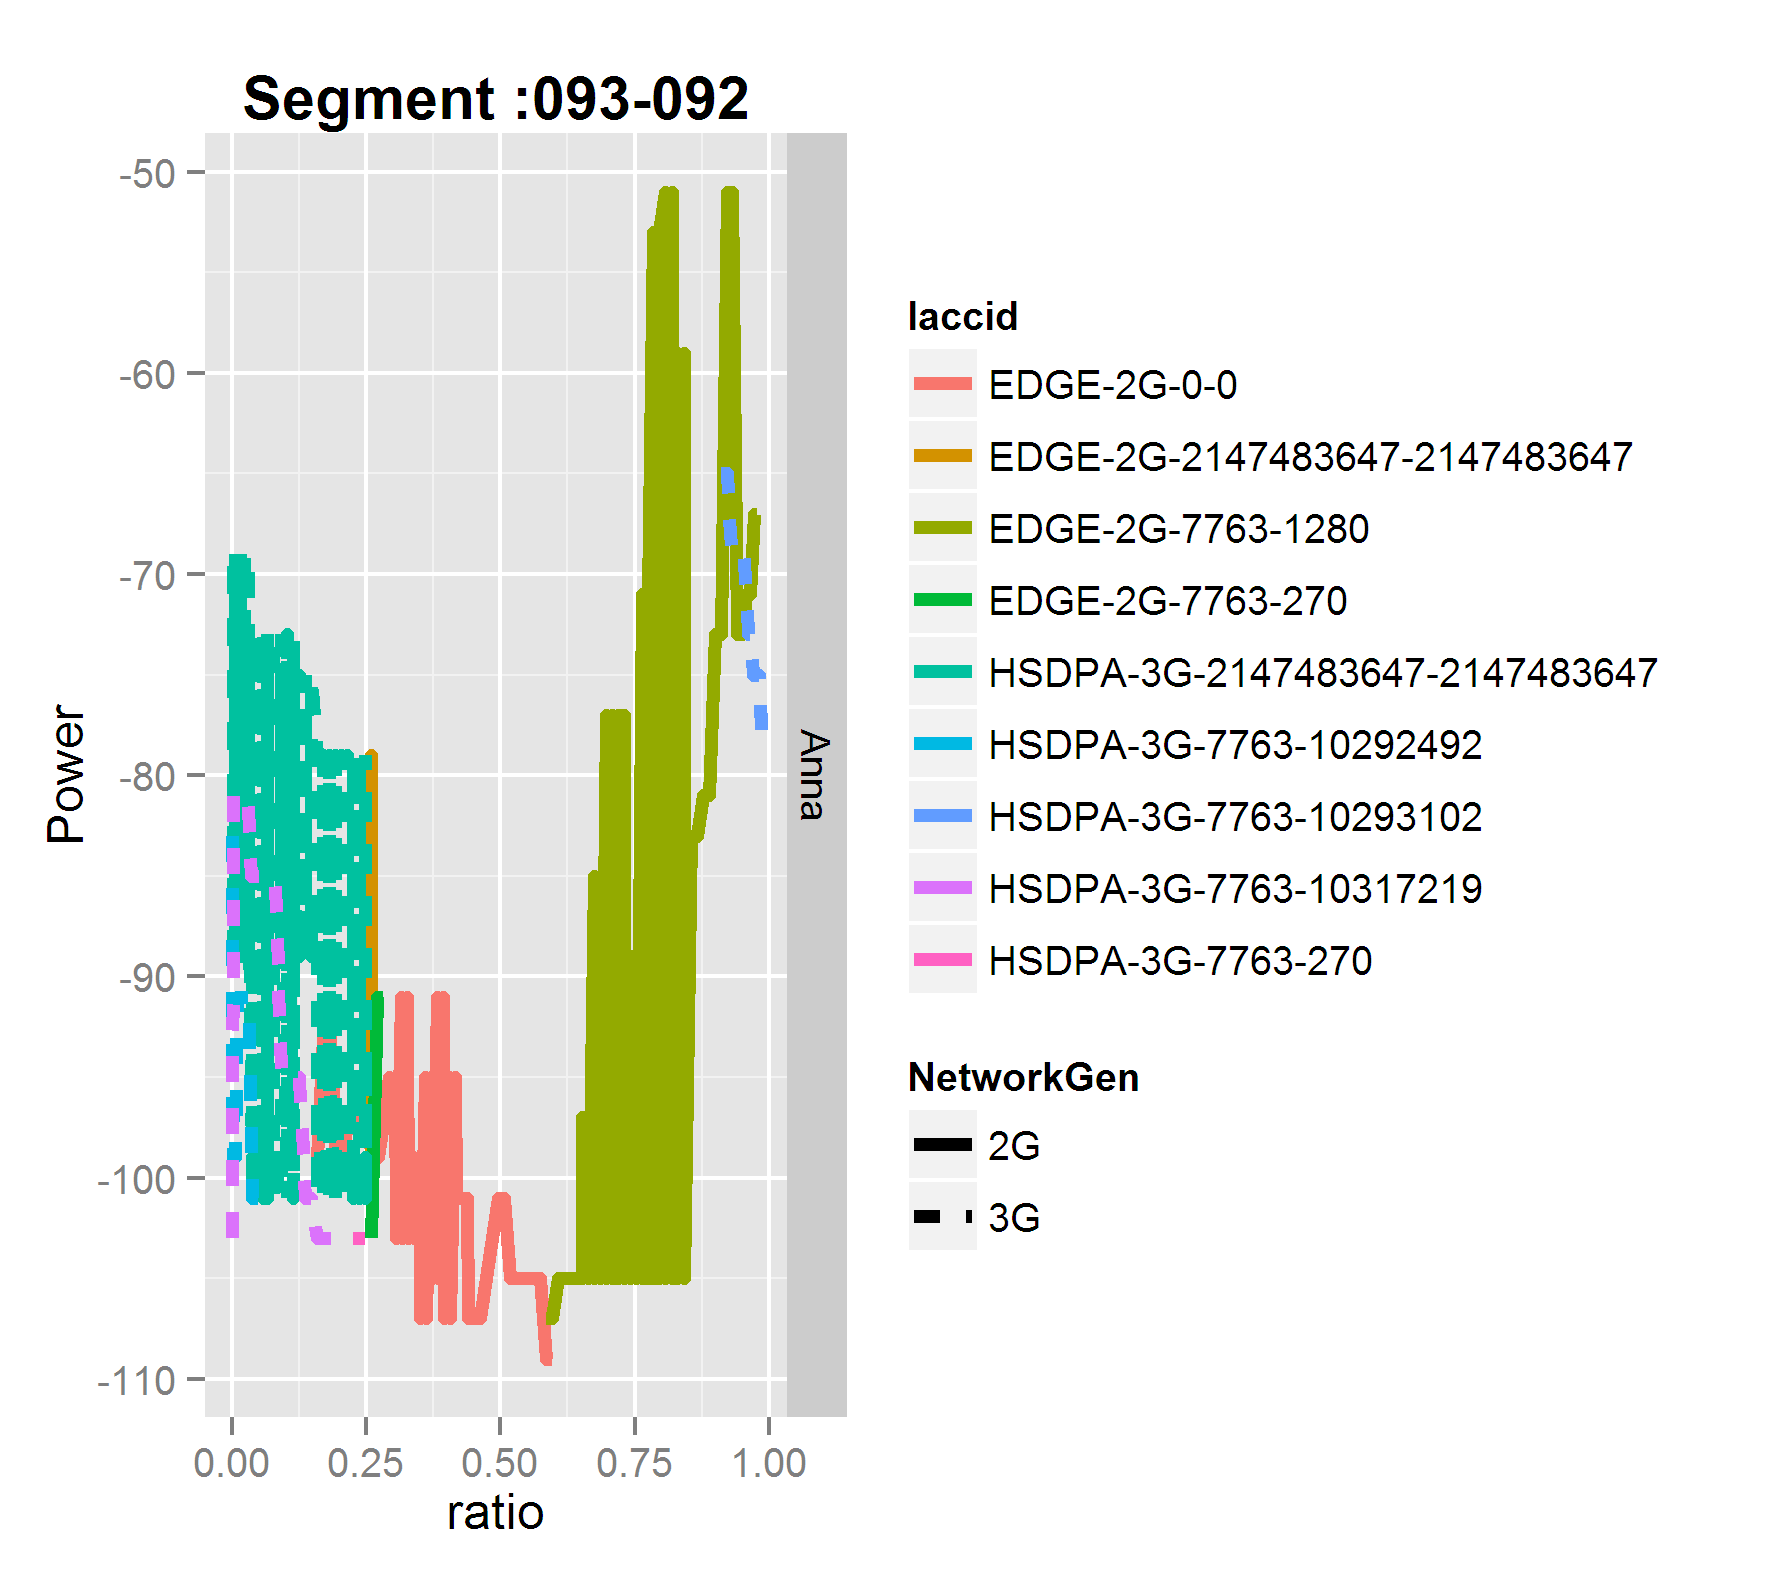 Segment :093-092
-50
-60
-70
-80
-90
-100
-110
Power
0.00 0.25 0.50 0.75 1.00
ratio
Anna
laccid
EDGE-2G-0-0
EDGE-2G-2147483647-2147483647
EDGE-2G-7763-1280
EDGE-2G-7763-270
HSDPA-3G-2147483647-2147483647
HSDPA-3G-7763-10292492
HSDPA-3G-7763-10293102
HSDPA-3G-7763-10317219
HSDPA-3G-7763-270
NetworkGen
2G
3G